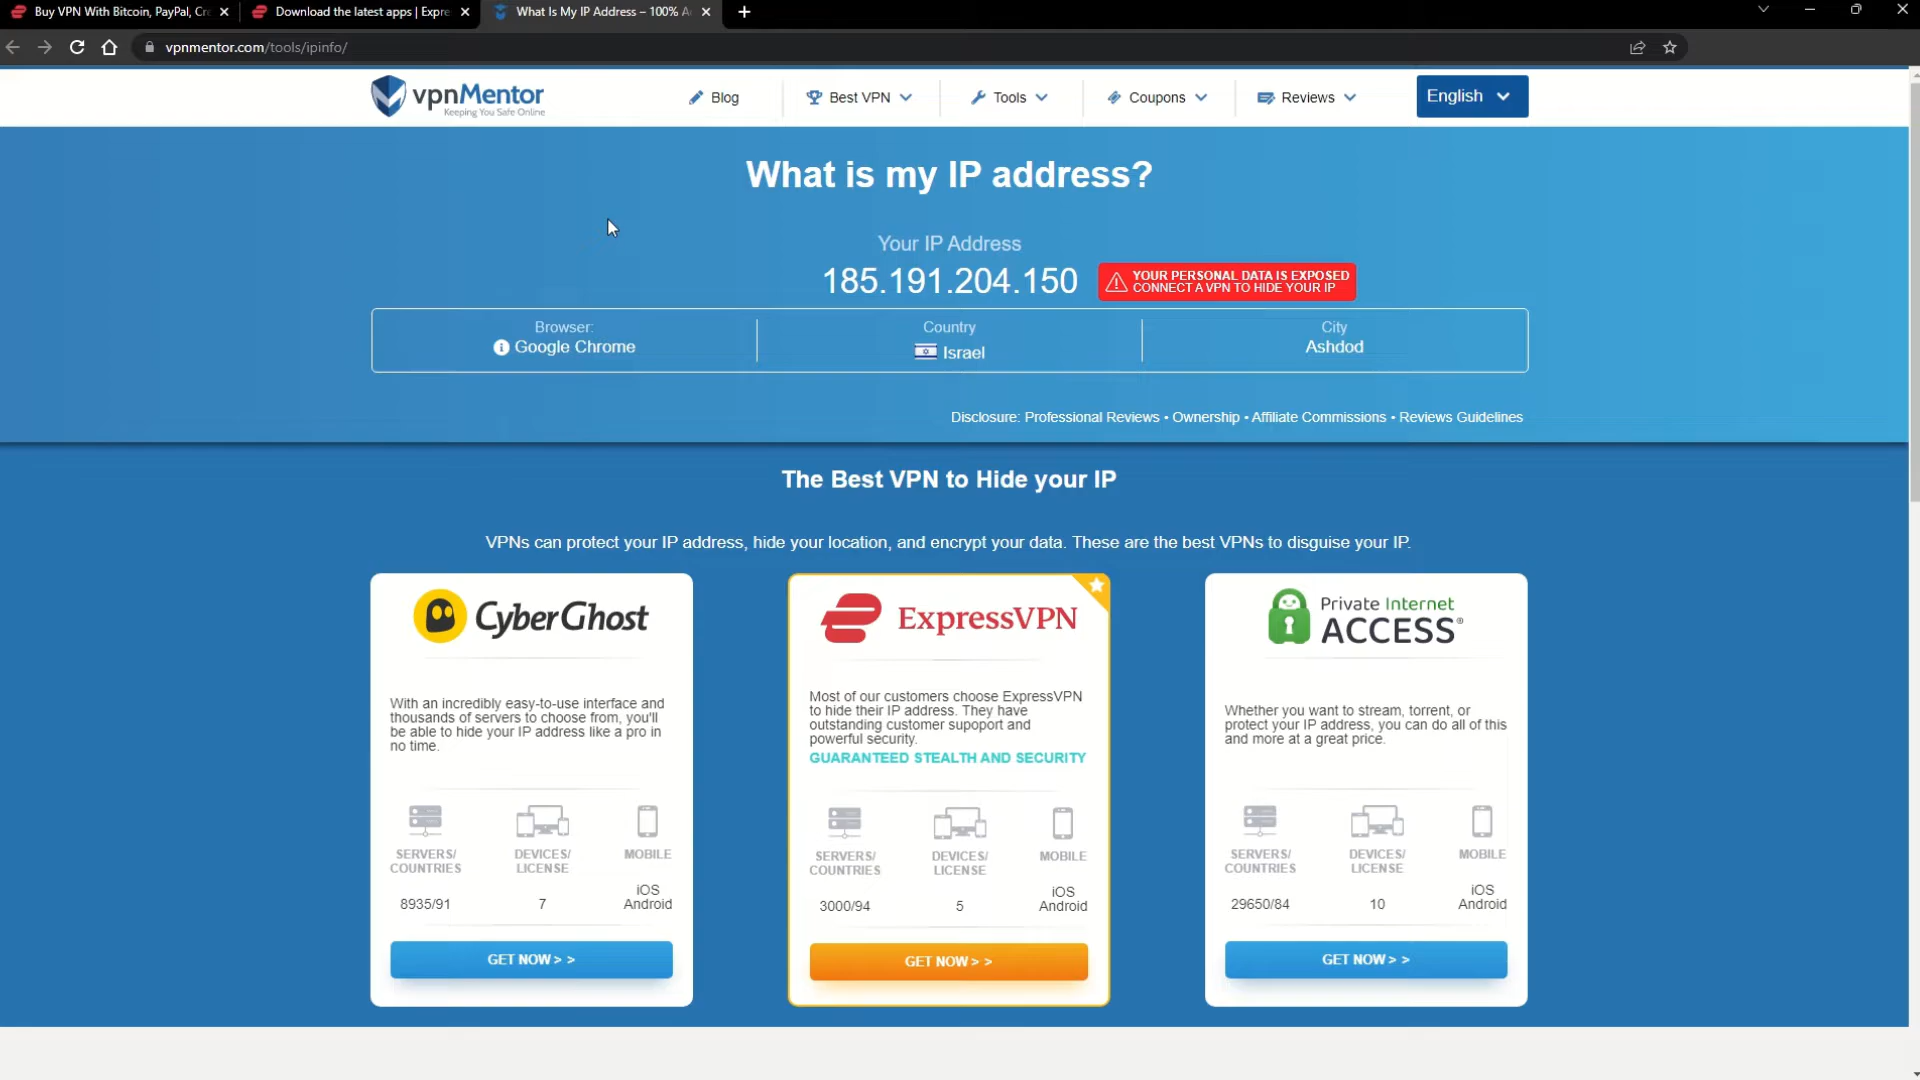 Buy VPN With Bitcoin, PayPal, Cr
Download the latest apps | Expre
What Is My IP Address – 100% A
vpnmentor.com/tools/ipinfo/
vpnMentor
Keeping You Safe Online
Blog
Best VPN
Tools
Coupons
Reviews
English
What is my IP address?
Your IP Address
185.191.204.150
YOUR PERSONAL DATA IS EXPOSED
CONNECT A VPN TO HIDE YOUR IP
Browser:
Google Chrome
Country
Israel
City
Ashdod
Disclosure: Professional Reviews • Ownership • Affiliate Commissions • Reviews Guidelines
The Best VPN to Hide your IP
VPNs can protect your IP address, hide your location, and encrypt your data. These are the best VPNs to disguise your IP.
CyberGhost
With an incredibly easy-to-use interface and
thousands of servers to choose from, you'll
be able to hide your IP address like a pro in
no time.
SERVERS/
COUNTRIES
8935/91
DEVICES/
LICENSE
7
MOBILE
iOS
Android
GET NOW > >
ExpressVPN
Most of our customers choose ExpressVPN
to hide their IP address. They have
outstanding customer supoport and
powerful security.
GUARANTEED STEALTH AND SECURITY
SERVERS/
COUNTRIES
3000/94
DEVICES/
LICENSE
5
MOBILE
iOS
Android
GET NOW > >
Private Internet
ACCESS®
Whether you want to stream, torrent, or
protect your IP address, you can do all of this
and more at a great price.
SERVERS/
COUNTRIES
29650/84
DEVICES/
LICENSE
10
MOBILE
iOS
Android
GET NOW > >